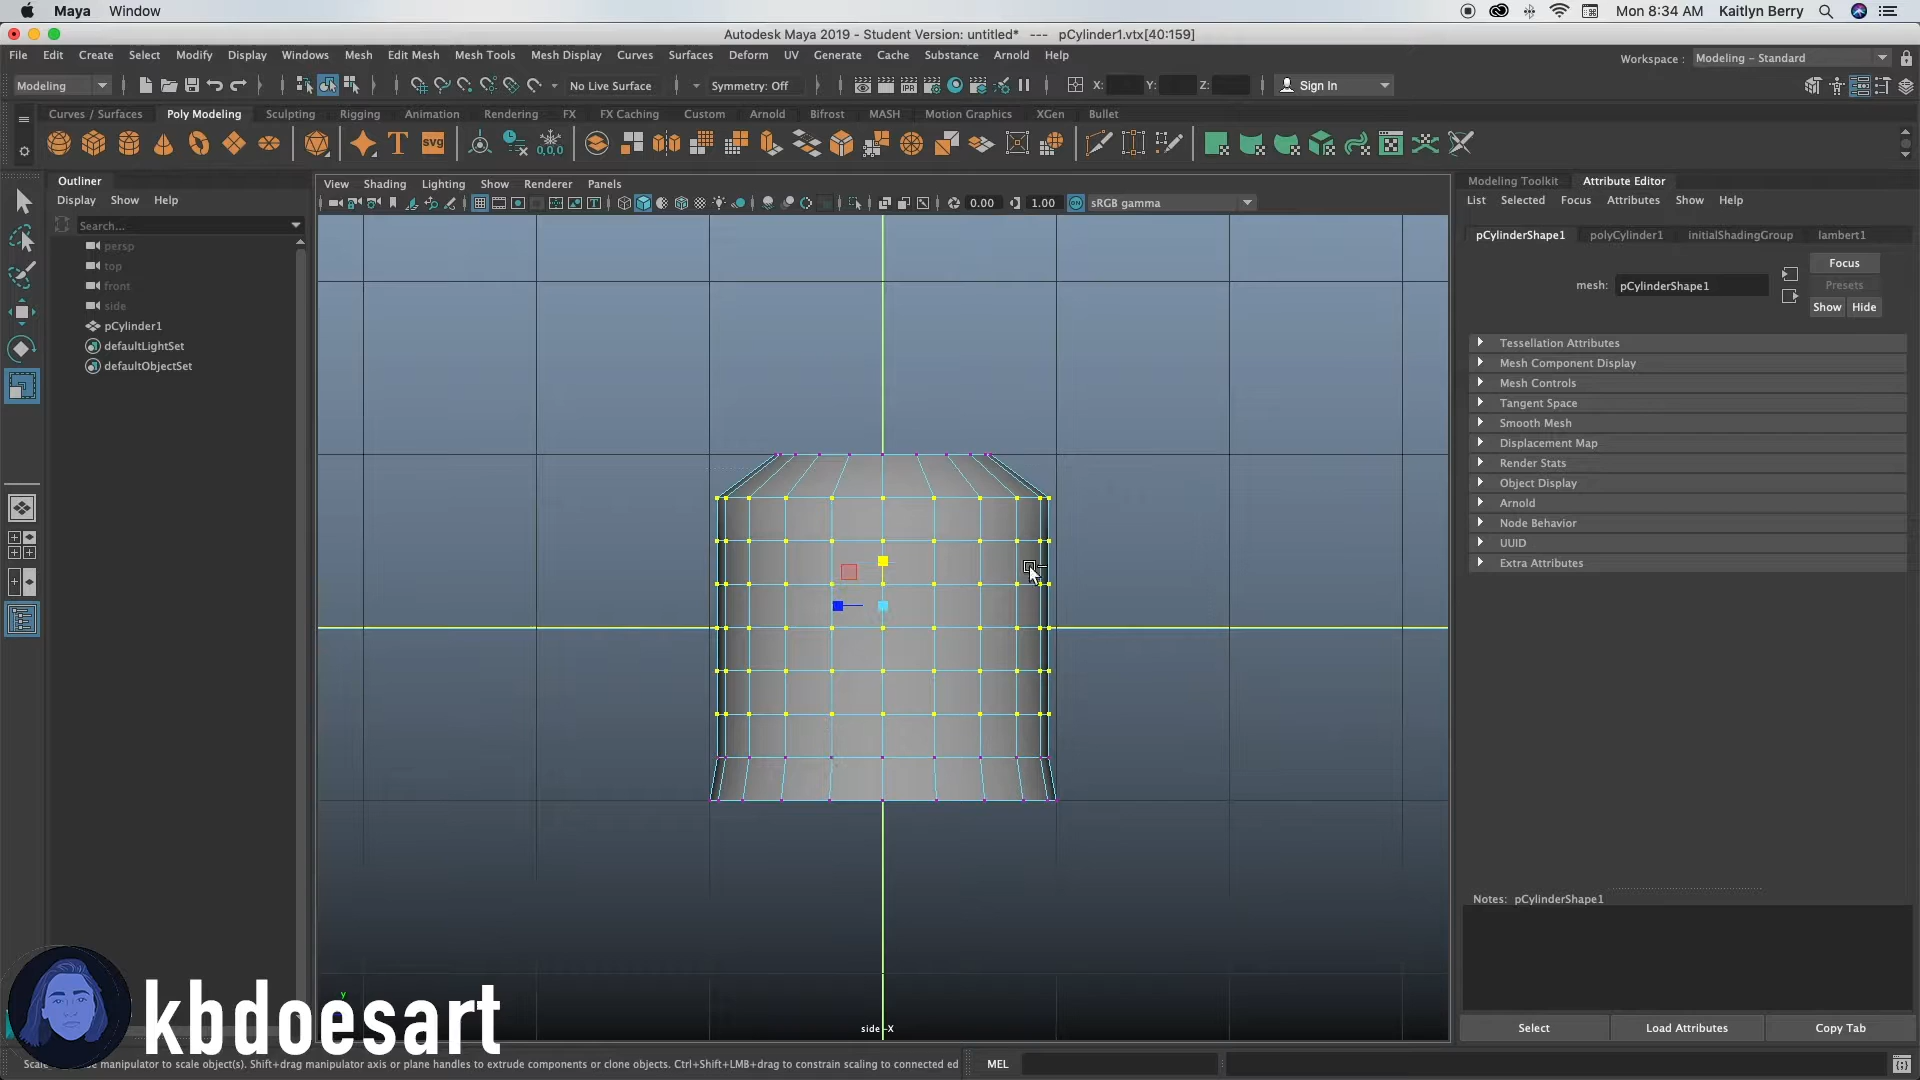 Maya Window
Mon 8:34 AM Kaitlyn Berry
Autodesk Maya 2019 - Student Version: untitled* --- pCylinder1.vtx[40:159]
File Edit Create Select Modify Display Windows Mesh Edit Mesh Mesh Tools Mesh Display Curves Surfaces Deform UV Generate Cache Substance Arnold Help
Workspace : Modeling - Standard
Modeling No Live Surface Symmetry: Off X: Y: Z: Sign In
IPR
Curves / Surfaces Poly Modeling Sculpting Rigging Animation Rendering FX FX Caching Custom Arnold Bifrost MASH Motion Graphics XGen Bullet
T SVG 0,0,0
Outliner
Display Show Help
Search...
persp
top
front
side
pCylinder1
defaultLightSet
defaultObjectSet
View Shading Lighting Show Renderer Panels
0.00 1.00 ON sRGB gamma
side -X
y
Modeling Toolkit Attribute Editor
List Selected Focus Attributes Show Help
pCylinderShape1 polyCylinder1 initialShadingGroup lambert1
Focus
mesh: pCylinderShape1
Presets
Show Hide
Tessellation Attributes
Mesh Component Display
Mesh Controls
Tangent Space
Smooth Mesh
Displacement Map
Render Stats
Object Display
Arnold
Node Behavior
UUID
Extra Attributes
Notes: pCylinderShape1
Select Load Attributes Copy Tab
kbdoesart
manipulator to scale object(s). Shift+drag manipulator axis or plane handles to extrude components or clone objects. Ctrl+Shift+LMB+drag to constrain scaling to connected ed
MEL